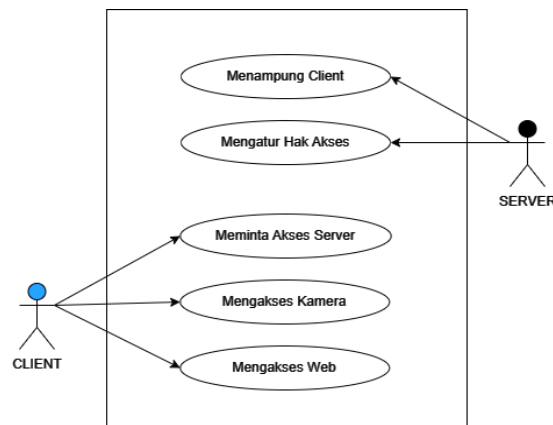 Menampung Client
Mengatur Hak Akses
SERVER
Meminta Akses Server
Mengakses Kamera
CLIENT
Mengakses Web